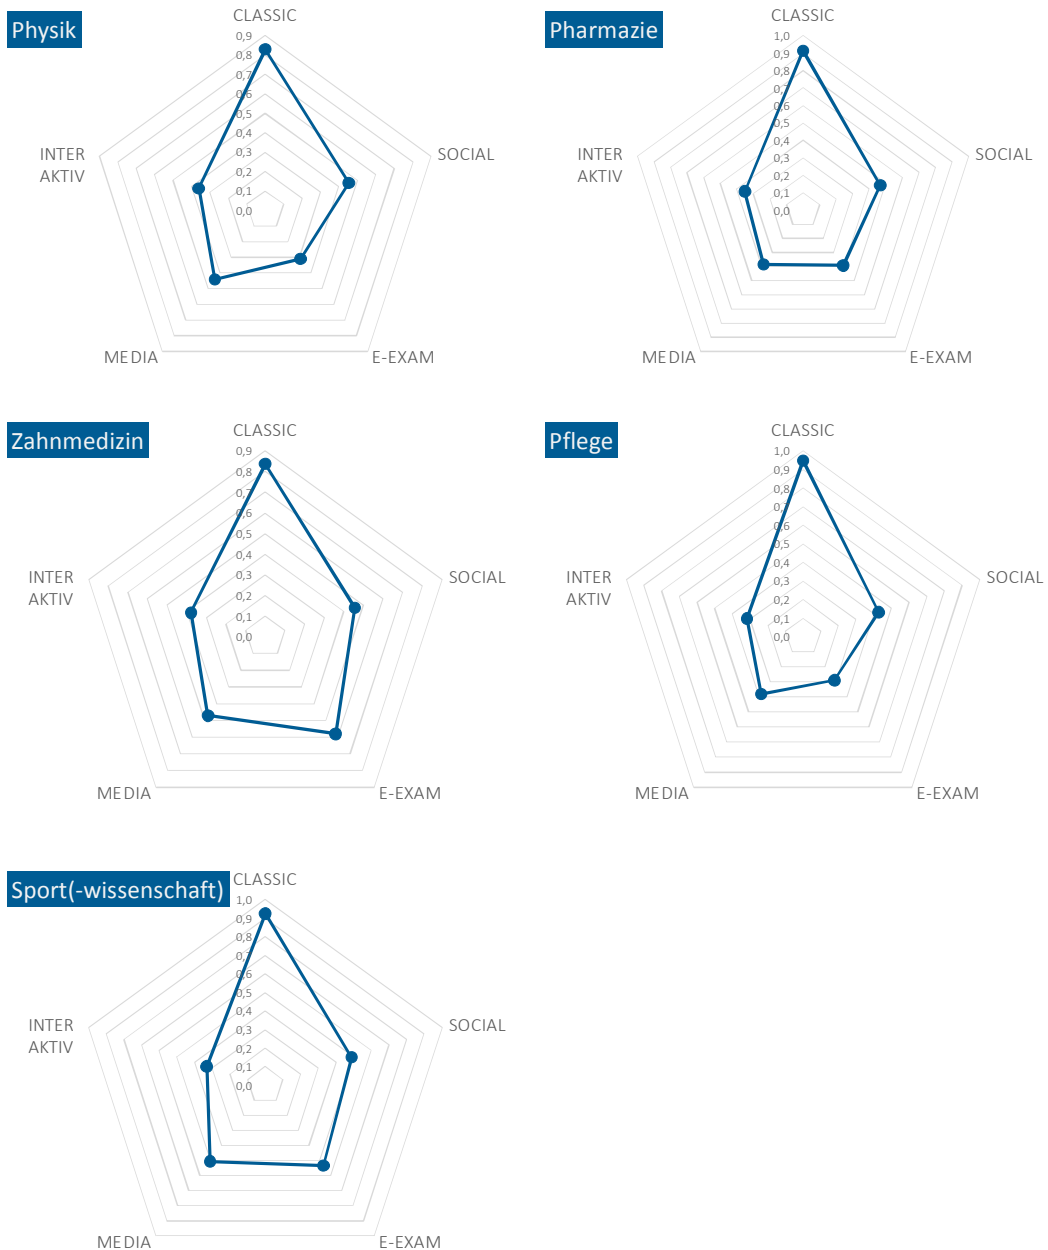 Physik
CLASSIC
0,9
0,8
0,7
0,6
0,5
0,4
0,3
0,2
0,1
0,0
SOCIAL
E-EXAM
MEDIA
INTER
AKTIV
Pharmazie
CLASSIC
1,0
0,9
0,8
0,7
0,6
0,5
0,4
0,3
0,2
0,1
0,0
SOCIAL
E-EXAM
MEDIA
INTER
AKTIV
Zahnmedizin
CLASSIC
0,9
0,8
0,7
0,6
0,5
0,4
0,3
0,2
0,1
0,0
SOCIAL
E-EXAM
MEDIA
INTER
AKTIV
Pflege
CLASSIC
1,0
0,9
0,8
0,7
0,6
0,5
0,4
0,3
0,2
0,1
0,0
SOCIAL
E-EXAM
MEDIA
INTER
AKTIV
Sport(-wissenschaft)
CLASSIC
1,0
0,9
0,8
0,7
0,6
0,5
0,4
0,3
0,2
0,1
0,0
SOCIAL
E-EXAM
MEDIA
INTER
AKTIV